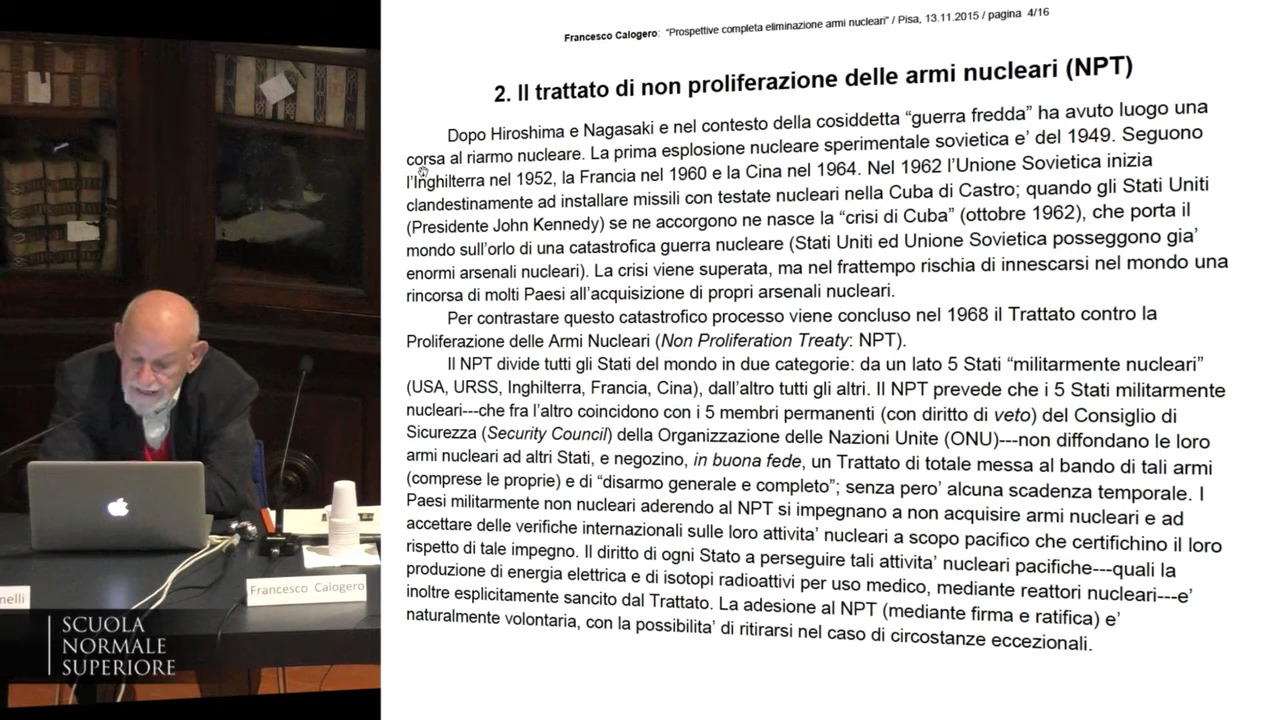 Francesco Calogero: "Prospettive completa eliminazione armi nucleari" / Pisa, 13.11.2015 / pagina 4/16
2. Il trattato di non proliferazione delle armi nucleari (NPT)
Dopo Hiroshima e Nagasaki e nel contesto della cosiddetta “guerra fredda” ha avuto luogo una
corsa al riarmo nucleare. La prima esplosione nucleare sperimentale sovietica e’ del 1949. Seguono
l’Inghilterra nel 1952, la Francia nel 1960 e la Cina nel 1964. Nel 1962 l’Unione Sovietica inizia
clandestinamente ad installare missili con testate nucleari nella Cuba di Castro; quando gli Stati Uniti
(Presidente John Kennedy) se ne accorgono ne nasce la “crisi di Cuba” (ottobre 1962), che porta il
mondo sull’orlo di una catastrofica guerra nucleare (Stati Uniti ed Unione Sovietica posseggono gia’
enormi arsenali nucleari). La crisi viene superata, ma nel frattempo rischia di innescarsi nel mondo una
rincorsa di molti Paesi all’acquisizione di propri arsenali nucleari.
Per contrastare questo catastrofico processo viene concluso nel 1968 il Trattato contro la
Proliferazione delle Armi Nucleari (Non Proliferation Treaty: NPT).
Il NPT divide tutti gli Stati del mondo in due categorie: da un lato 5 Stati “militarmente nucleari”
(USA, URSS, Inghilterra, Francia, Cina), dall’altro tutti gli altri. Il NPT prevede che i 5 Stati militarmente
nucleari---che fra l’altro coincidono con i 5 membri permanenti (con diritto di veto) del Consiglio di
Sicurezza (Security Council) della Organizzazione delle Nazioni Unite (ONU)---non diffondano le loro
armi nucleari ad altri Stati, e negozino, in buona fede, un Trattato di totale messa al bando di tali armi
(comprese le proprie) e di “disarmo generale e completo”; senza pero’ alcuna scadenza temporale. I
Paesi militarmente non nucleari aderendo al NPT si impegnano a non acquisire armi nucleari e ad
accettare delle verifiche internazionali sulle loro attivita’ nucleari a scopo pacifico che certifichino il loro
rispetto di tale impegno. Il diritto di ogni Stato a perseguire tali attivita’ nucleari pacifiche---quali la
produzione di energia elettrica e di isotopi radioattivi per uso medico, mediante reattori nucleari---e’
inoltre esplicitamente sancito dal Trattato. La adesione al NPT (mediante firma e ratifica) e’
naturalmente volontaria, con la possibilita’ di ritirarsi nel caso di circostanze eccezionali.
nelli
Francesco Calogero
SCUOLA
NORMALE
SUPERIORE